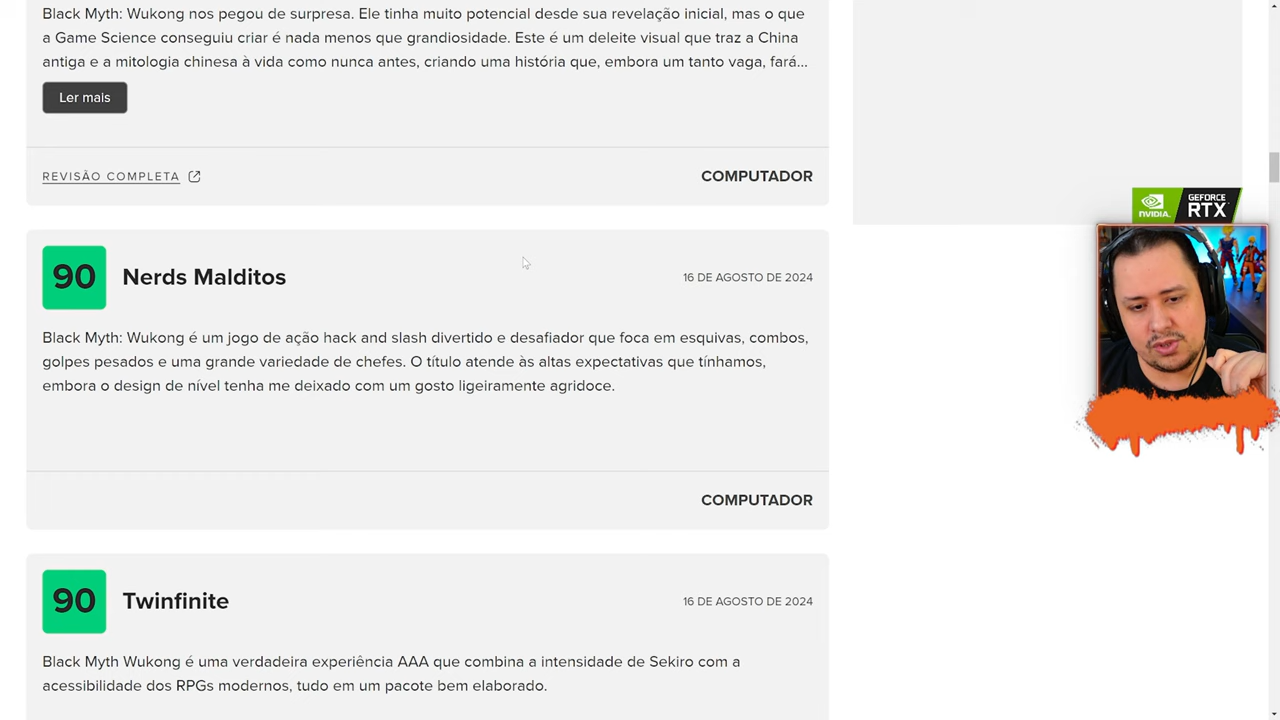 Black Myth: Wukong nos pegou de surpresa. Ele tinha muito potencial desde sua revelação inicial, mas o que
a Game Science conseguiu criar é nada menos que grandiosidade. Este é um deleite visual que traz a China
antiga e a mitologia chinesa à vida como nunca antes, criando uma história que, embora um tanto vaga, fará...
Ler mais
REVISÃO COMPLETA
COMPUTADOR
NVIDIA.
GEFORCE
RTX
90
Nerds Malditos
16 DE AGOSTO DE 2024
Black Myth: Wukong é um jogo de ação hack and slash divertido e desafiador que foca em esquivas, combos,
golpes pesados e uma grande variedade de chefes. O título atende às altas expectativas que tínhamos,
embora o design de nível tenha me deixado com um gosto ligeiramente agridoce.
COMPUTADOR
90
Twinfinite
16 DE AGOSTO DE 2024
Black Myth Wukong é uma verdadeira experiência AAA que combina a intensidade de Sekiro com a
acessibilidade dos RPGs modernos, tudo em um pacote bem elaborado.